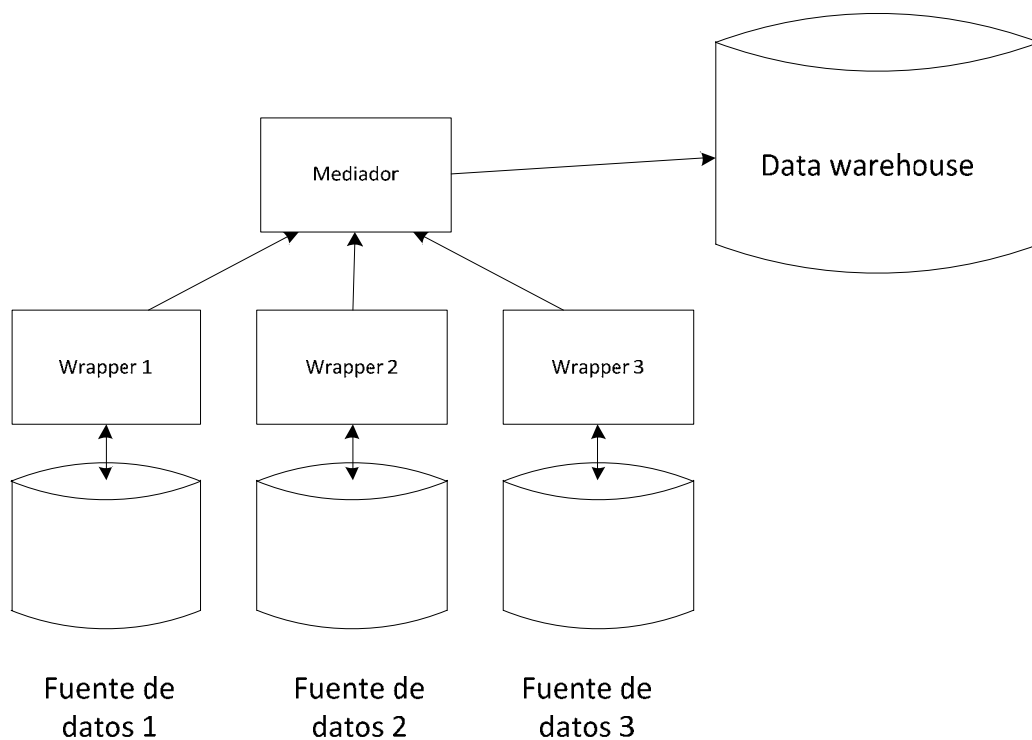 Data warehouse
Mediador
Wrapper 1
Wrapper 2
Wrapper 3
Fuente de
datos 1
Fuente de
datos 2
Fuente de
datos 3